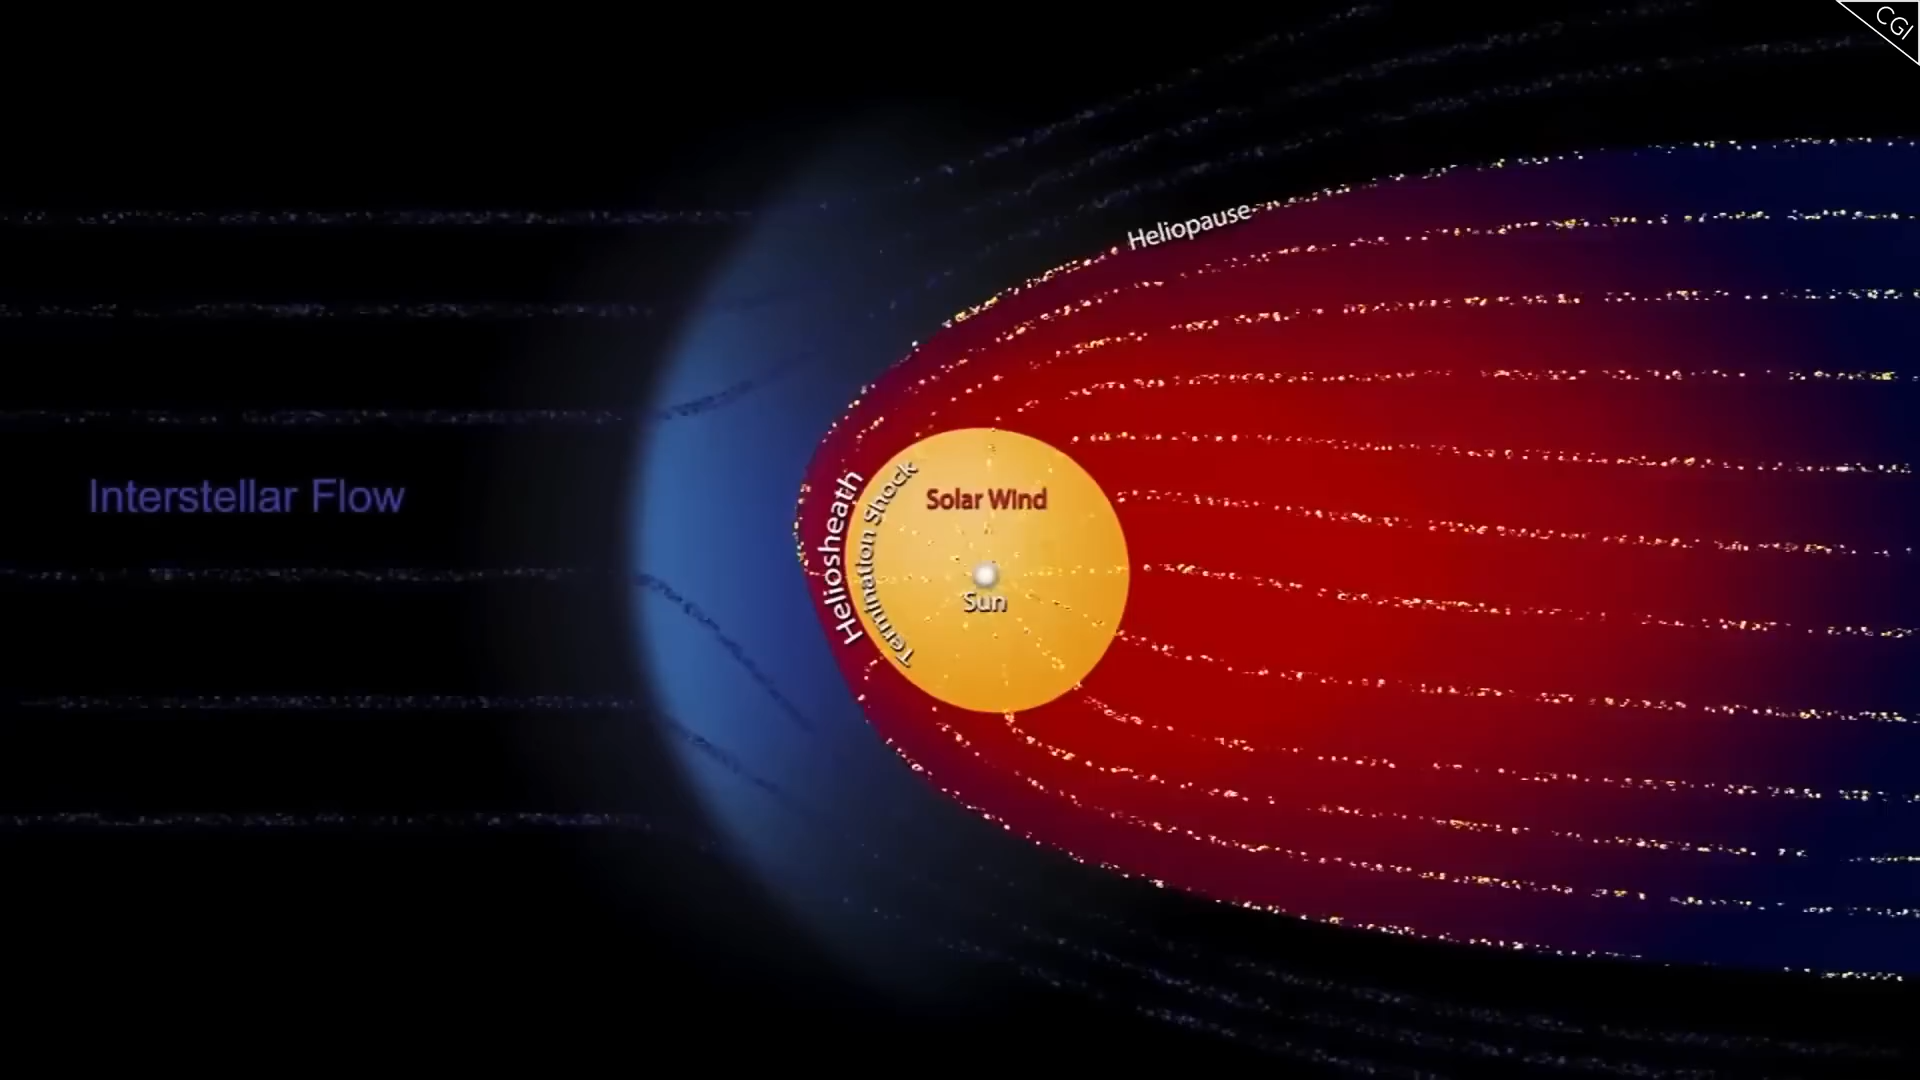 CGI
Heliopause
Interstellar Flow
Heliosheath
Termination Shock
Solar Wind
Sun